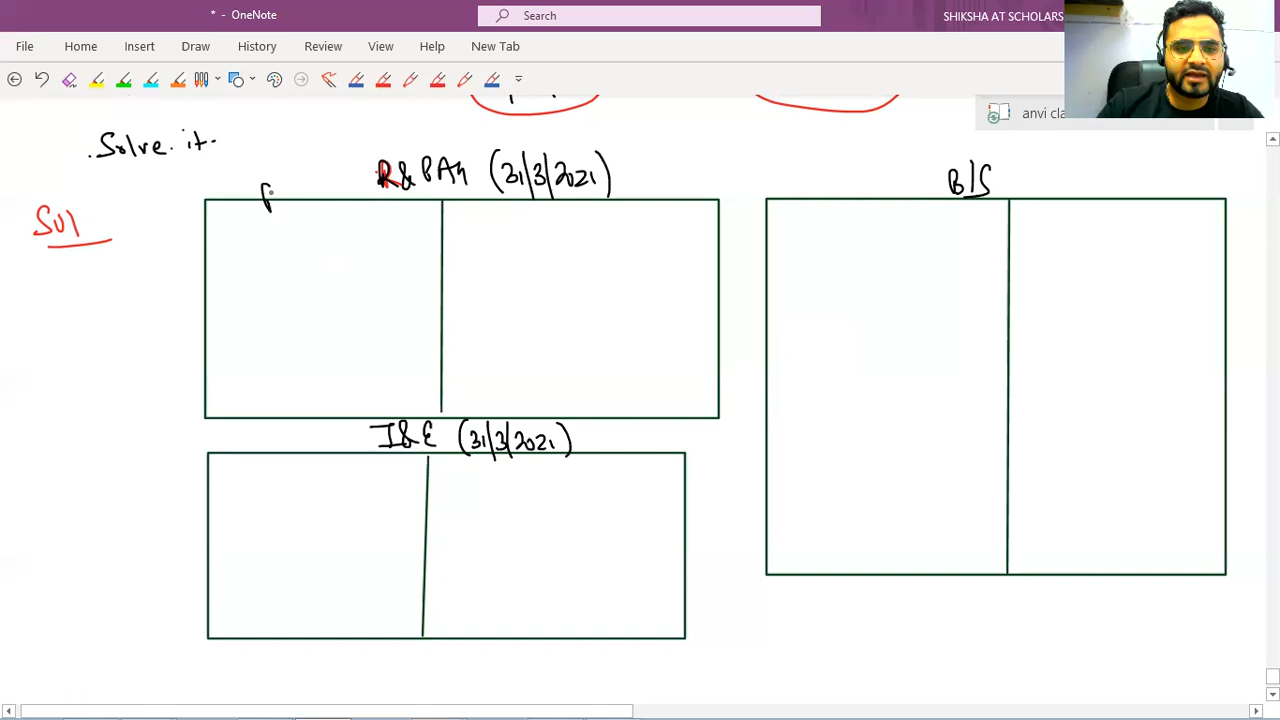 * - OneNote
Search
SHIKSHA AT SCHOLARS
File Home Insert Draw History Review View Help New Tab
anvi cla
.Solve. it.
R&P A/c (31/3/2021)
B/S
Sol
I&E (31/3/2021)